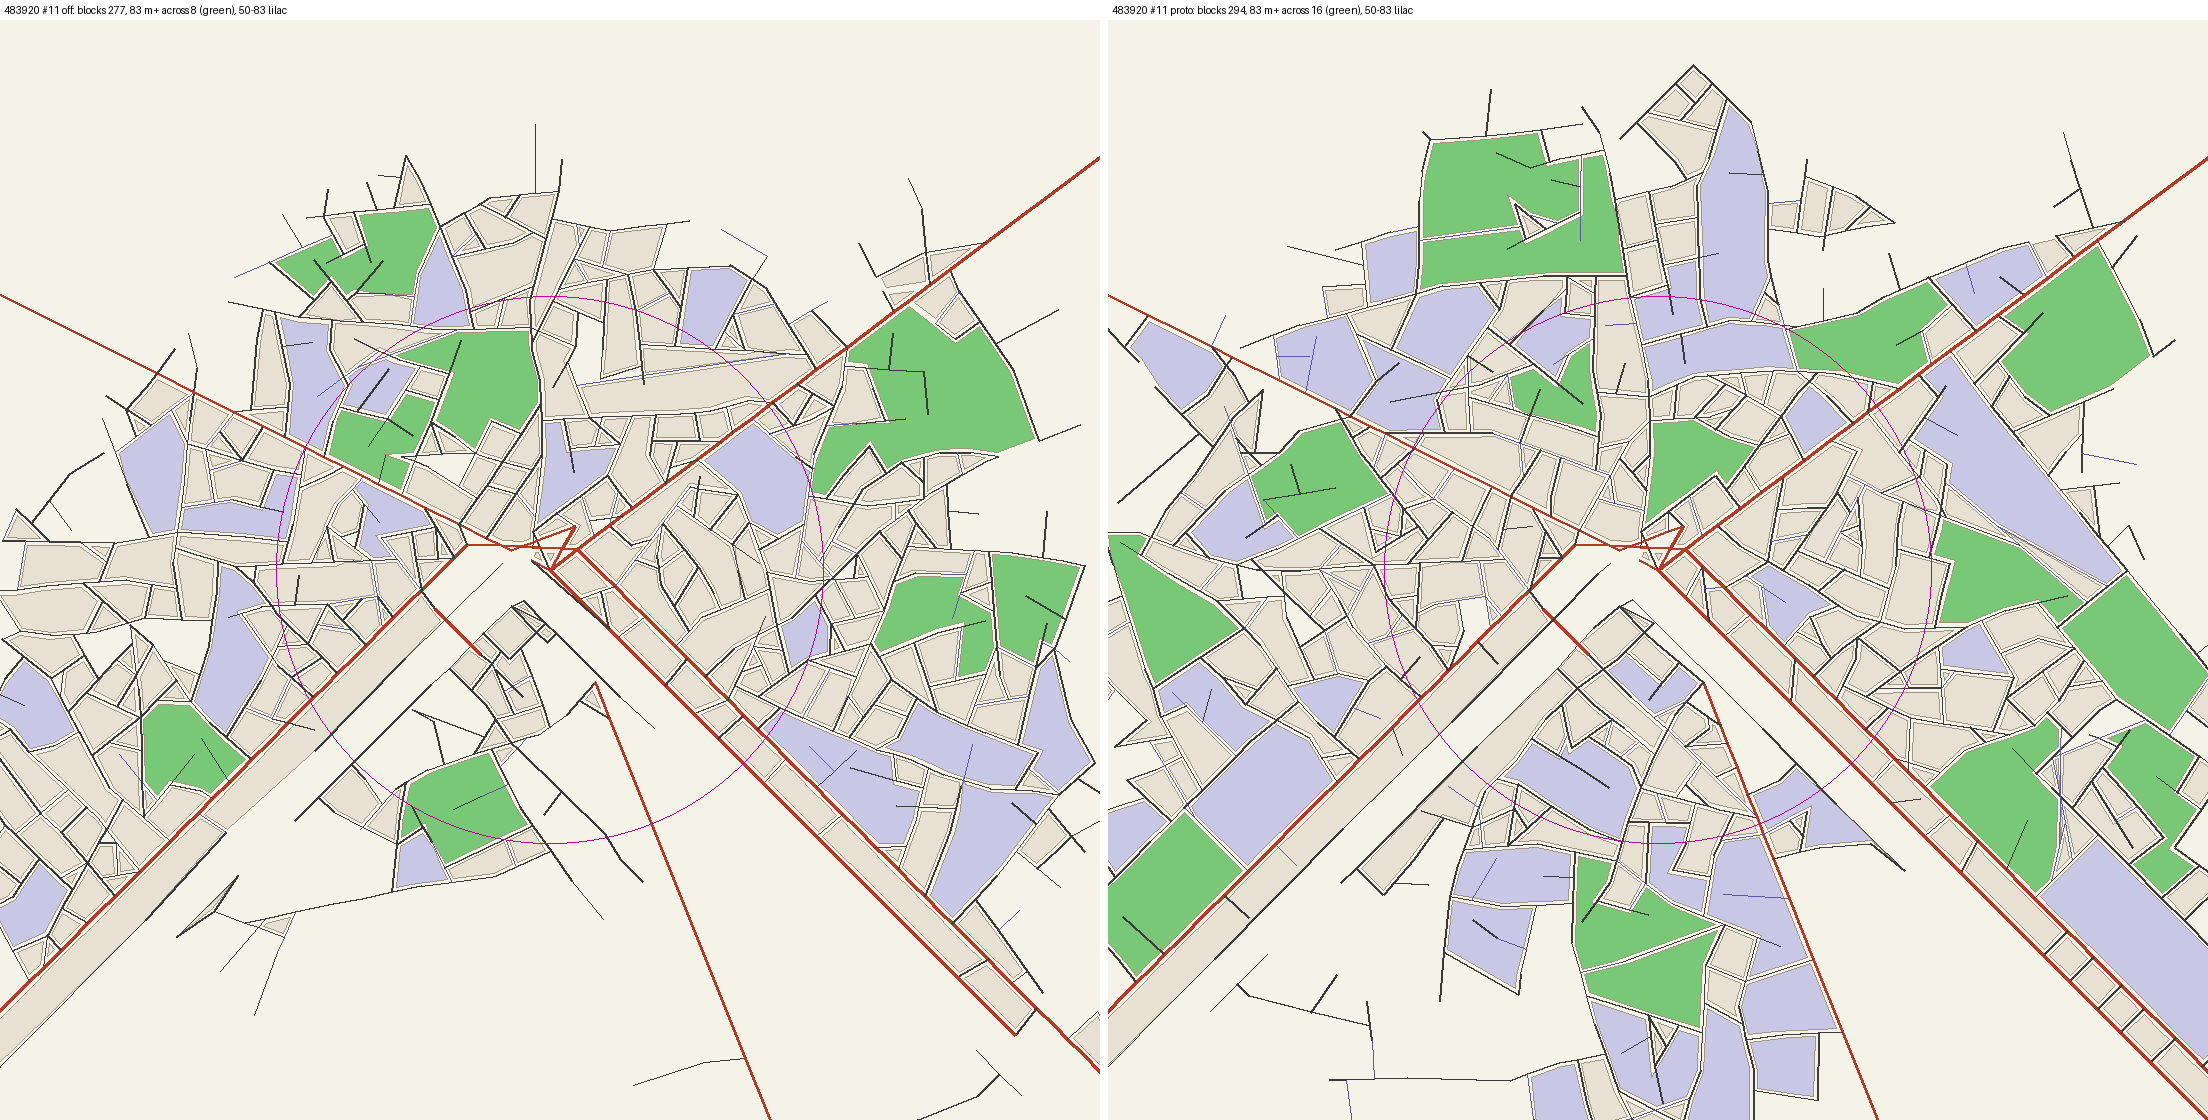 483920 #11 off: blocks 277, 83 m+ across 8 (green), 50-83 lilac
483920 #11 proto: blocks 294, 83 m+ across 16 (green), 50-83 lilac